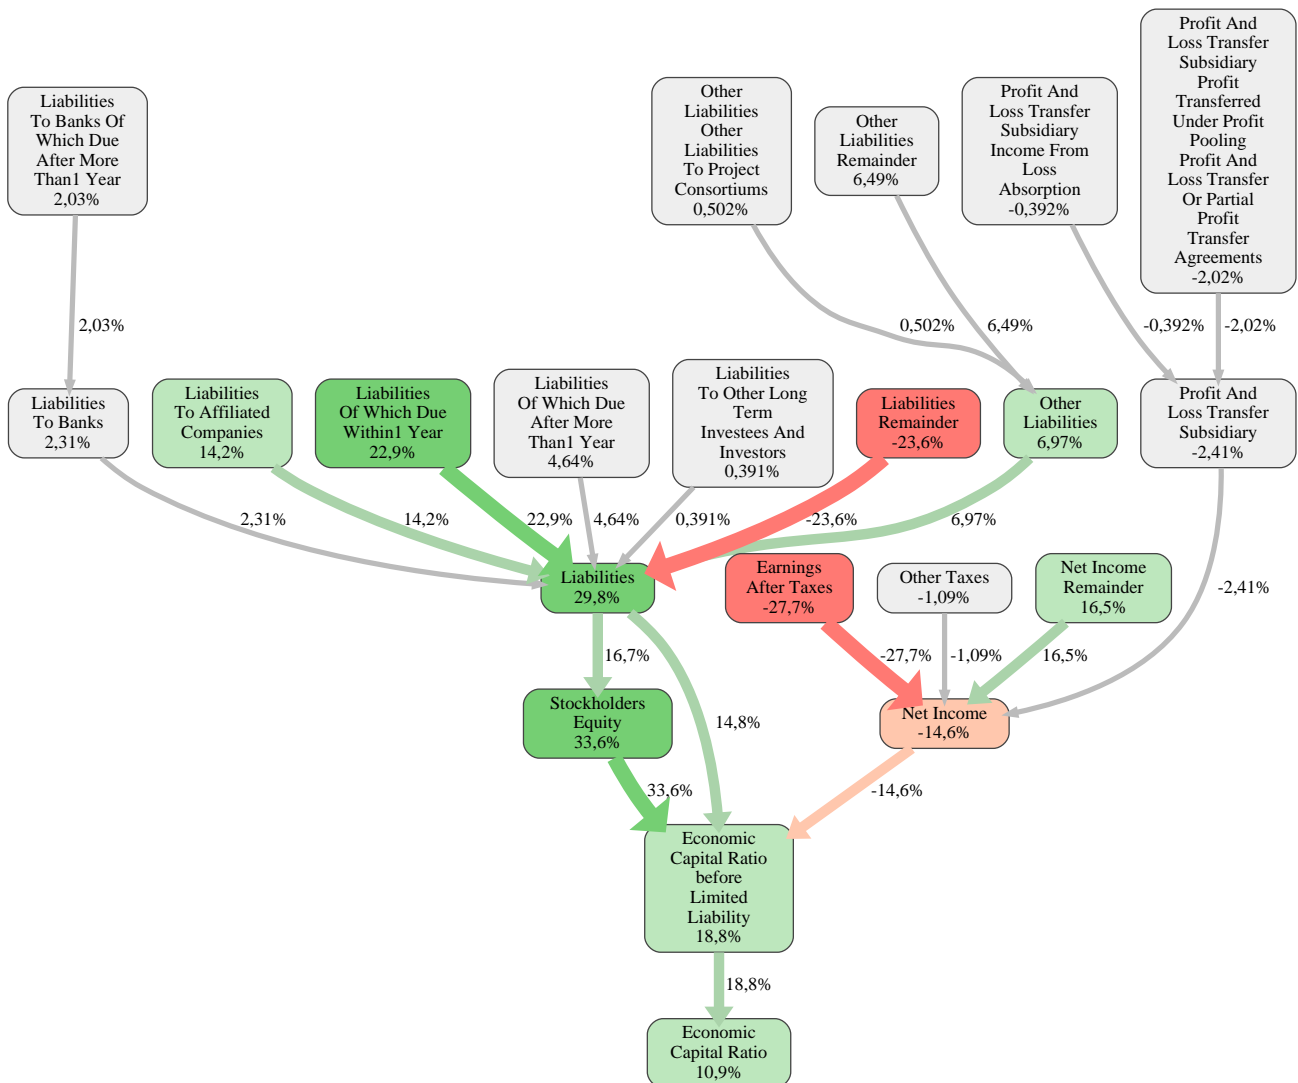 Profit And
Loss Transfer
Subsidiary
Profit
Transferred
Under Profit
Pooling
Profit And
Loss Transfer
Or Partial
Profit
Transfer
Agreements
-2,02%
Liabilities
To Banks Of
Which Due
After More
Than1 Year
2,03%
Other
Liabilities
Other
Liabilities
To Project
Consortiums
0,502%
Other
Liabilities
Remainder
6,49%
Profit And
Loss Transfer
Subsidiary
Income From
Loss
Absorption
-0,392%
2,03%
0,502%
6,49%
-0,392%
-2,02%
Liabilities
To Banks
2,31%
Liabilities
To Affiliated
Companies
14,2%
Liabilities
Of Which Due
Within1 Year
22,9%
Liabilities
Of Which Due
After More
Than1 Year
4,64%
Liabilities
To Other Long
Term
Investees And
Investors
0,391%
Liabilities
Remainder
-23,6%
Other
Liabilities
6,97%
Profit And
Loss Transfer
Subsidiary
-2,41%
2,31%
14,2%
22,9%
4,64%
0,391%
-23,6%
6,97%
-2,41%
Liabilities
29,8%
Earnings
After Taxes
-27,7%
Other Taxes
-1,09%
Net Income
Remainder
16,5%
16,7%
-27,7%
-1,09%
16,5%
Stockholders
Equity
33,6%
14,8%
Net Income
-14,6%
33,6%
-14,6%
Economic
Capital Ratio
before
Limited
Liability
18,8%
18,8%
Economic
Capital Ratio
10,9%